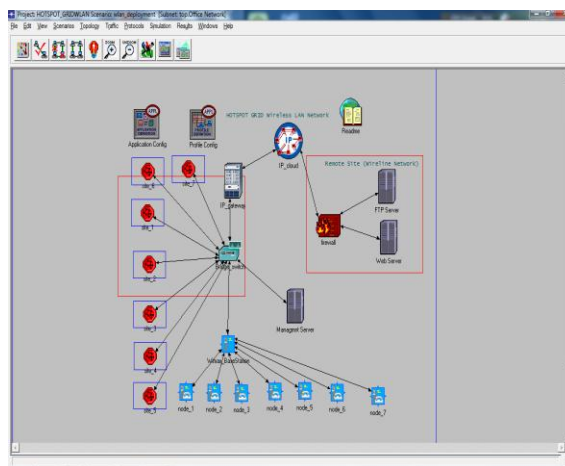 Project: HOTSPOT_GRIDWLAN Scenario: wlan_deployment [Subnet: top.Office Network]
File Edit View Scenarios Topology Traffic Protocols Simulation Results Windows Help
HOTSPOT GRID Wireless LAN Network
Application Config
Profile Config
Readme
IP
IP_cloud
Remote Site (Wireline Network)
site_6
site_7
IP_gateway
FTP Server
site_1
firewall
site_2
Web Server
site_3
Managmt Server
site_4
site_5
node_1
node_2
node_3
node_4
node_5
node_6
node_7